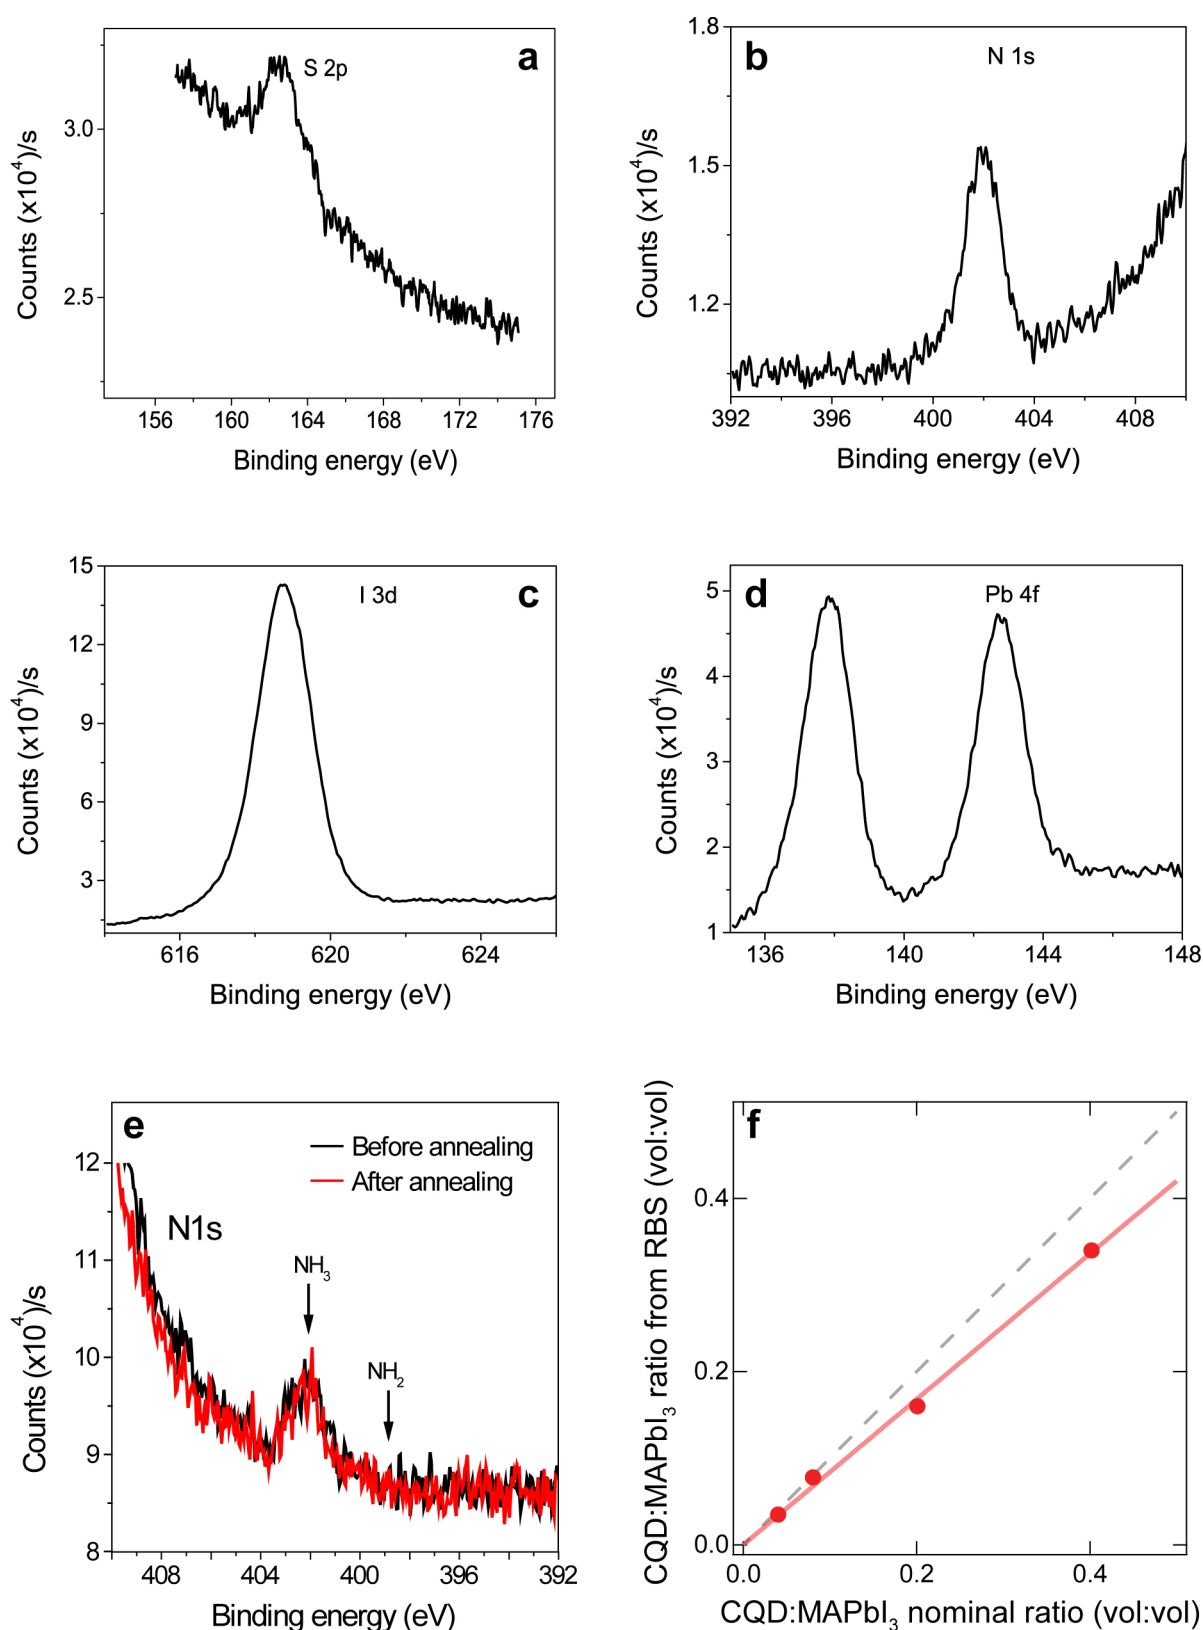 a
S 2p
3.0
2.5
Counts (x10⁴)/s
156 160 164 168 172 176
Binding energy (eV)
b
N 1s
1.8
1.5
1.2
Counts (x10⁴)/s
392 396 400 404 408
Binding energy (eV)
c
I 3d
15
12
9
6
3
Counts (x10⁴)/s
616 620 624
Binding energy (eV)
d
Pb 4f
5
4
3
2
1
Counts (x10⁴)/s
136 140 144 148
Binding energy (eV)
e
Before annealing
After annealing
N1s
NH₃
NH₂
12
11
10
9
8
Counts (x10⁴)/s
408 404 400 396 392
Binding energy (eV)
f
0.4
0.2
0.0
CQD:MAPbI₃ ratio from RBS (vol:vol)
0.0 0.2 0.4
CQD:MAPbI₃ nominal ratio (vol:vol)